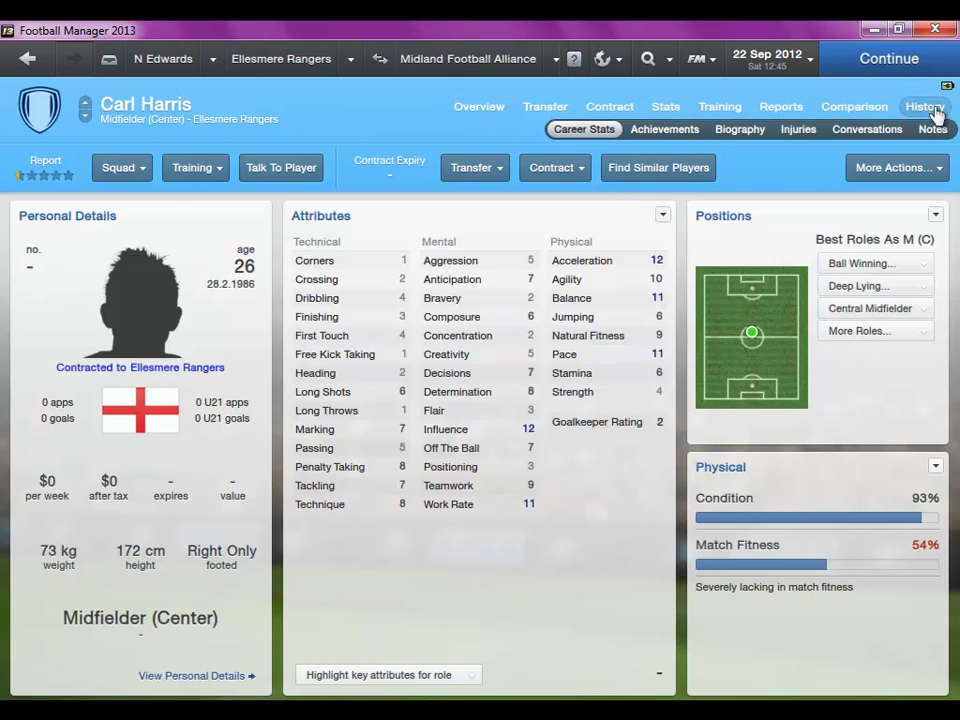 Football Manager 2013
N Edwards
Ellesmere Rangers
Midland Football Alliance
?
FM
22 Sep 2012
Sat 12:45
Continue
Carl Harris
Midfielder (Center) - Ellesmere Rangers
Overview
Transfer
Contract
Stats
Training
Reports
Comparison
History
Career Stats
Achievements
Biography
Injuries
Conversations
Notes
Report
Squad
Training
Talk To Player
Contract Expiry
-
Transfer
Contract
Find Similar Players
More Actions...
Personal Details
no.
-
age
26
28.2.1986
Contracted to Ellesmere Rangers
0 apps
0 goals
0 U21 apps
0 U21 goals
$0
per week
$0
after tax
-
expires
-
value
73 kg
weight
172 cm
height
Right Only
footed
Midfielder (Center)
-
View Personal Details
Attributes
Technical
Corners 1
Crossing 2
Dribbling 4
Finishing 3
First Touch 4
Free Kick Taking 1
Heading 2
Long Shots 6
Long Throws 1
Marking 7
Passing 5
Penalty Taking 8
Tackling 7
Technique 8
Mental
Aggression 5
Anticipation 7
Bravery 2
Composure 6
Concentration 2
Creativity 5
Decisions 7
Determination 8
Flair 3
Influence 12
Off The Ball 7
Positioning 3
Teamwork 9
Work Rate 11
Physical
Acceleration 12
Agility 10
Balance 11
Jumping 6
Natural Fitness 9
Pace 11
Stamina 6
Strength 4
Goalkeeper Rating 2
Highlight key attributes for role
-
Positions
Best Roles As M (C)
Ball Winning...
Deep Lying...
Central Midfielder
More Roles...
Physical
Condition 93%
Match Fitness 54%
Severely lacking in match fitness